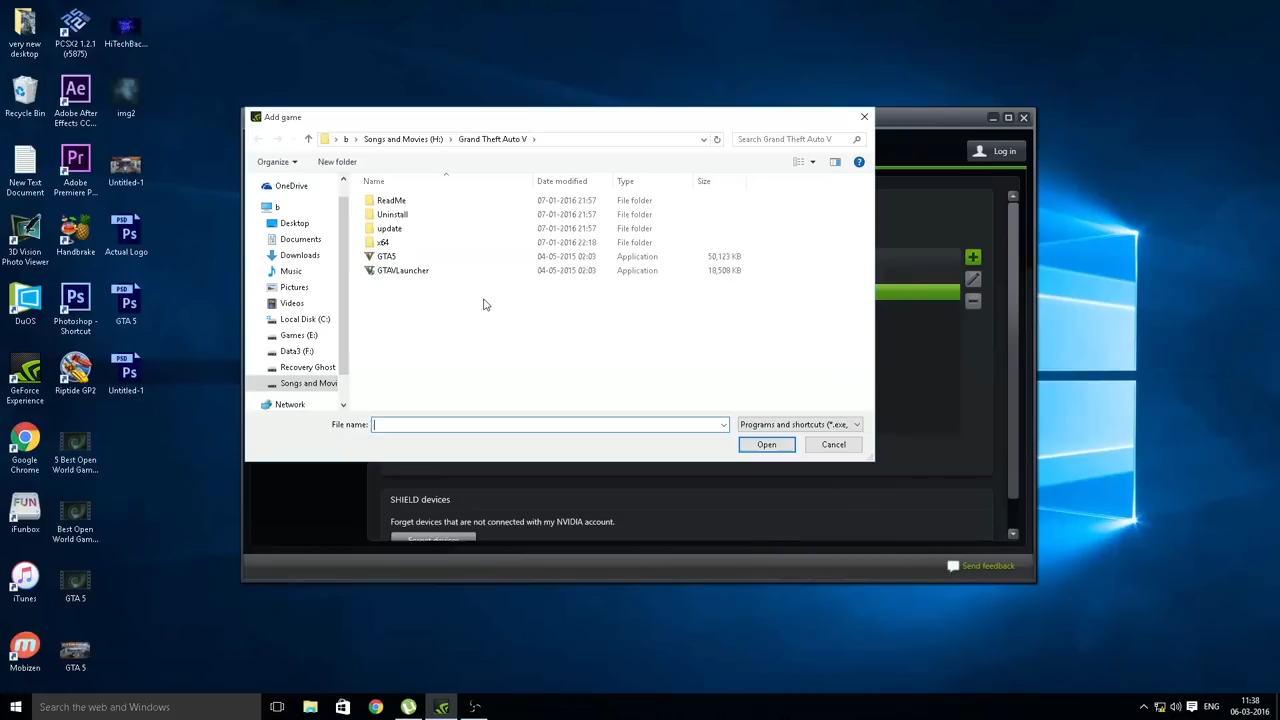 very new
desktop
PCSX2 1.2.1
(r5875)
HiTechBac...
Recycle Bin
Adobe After
Effects CC...
img2
New Text
Document
Adobe
Premiere P...
Untitled-1
3D Vision
Photo Viewer
Handbrake
Actual Untitled-1
DuOS
Photoshop -
Shortcut
GTA 5
GeForce
Experience
Riptide GP2
Untitled-1
Google
Chrome
5 Best Open
World Gam...
iFunbox
Best Open
World Gam...
iTunes
GTA 5
Mobizen
GTA 5
Add game
b
Songs and Movies (H:)
Grand Theft Auto V
Search Grand Theft Auto V
Organize
New folder
Name
Date modified
Type
Size
OneDrive
b
Desktop
Documents
Downloads
Music
Pictures
Videos
Local Disk (C:)
Games (E:)
Data3 (F:)
Recovery Ghost
Songs and Movi
Network
ReadMe 07-01-2016 21:57 File folder
Uninstall 07-01-2016 21:57 File folder
update 07-01-2016 21:57 File folder
x64 07-01-2016 22:18 File folder
GTA5 04-05-2015 02:03 Application 50,123 KB
GTAVLauncher 04-05-2015 02:03 Application 18,508 KB
File name:
Programs and shortcuts (*.exe,
Open
Cancel
Log in
SHIELD devices
Forget devices that are not connected with my NVIDIA account.
Forget devices
Send feedback
Search the web and Windows
ENG
11:38
06-03-2016